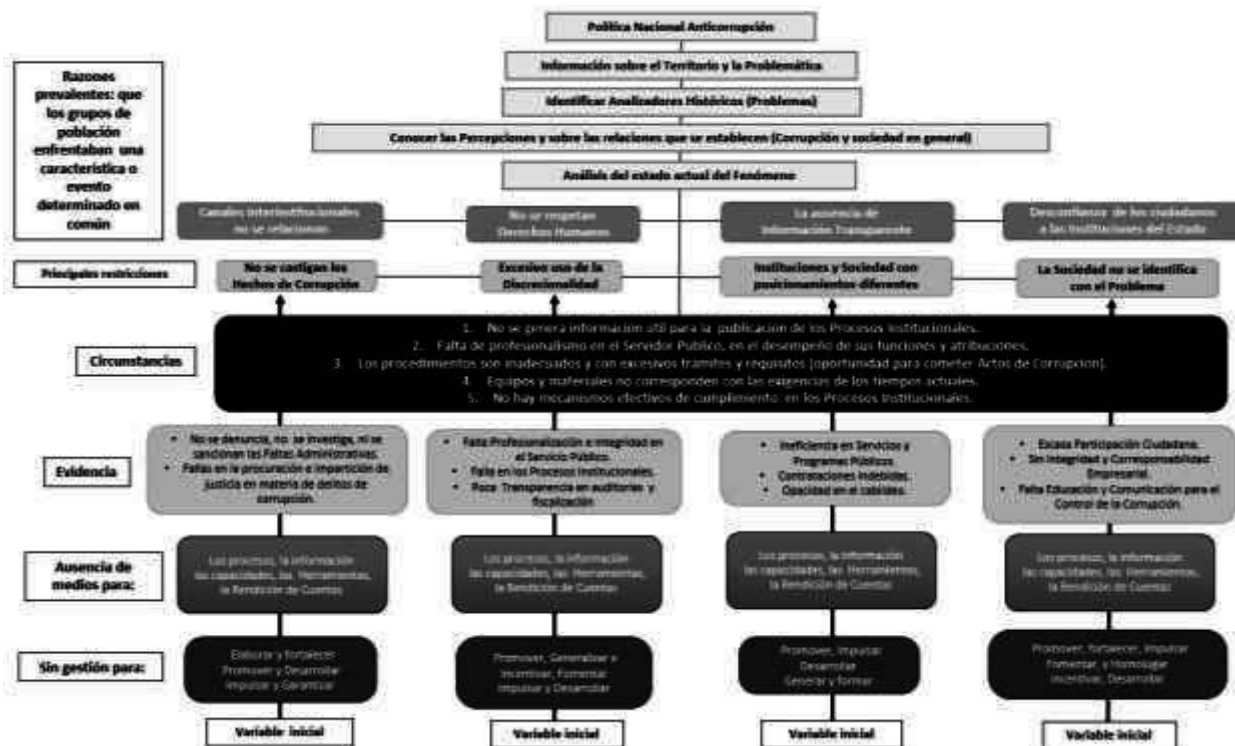 Política Nacional Anticorrupción
Información sobre el Territorio y la Problemática
Identificar Analizadores Históricos (Problemas)
Conocer las Percepciones y sobre las relaciones que se establecen (Corrupción y sociedad en general)
Análisis del estado actual del Fenómeno
Razones
prevalentes: que
los grupos de
población
enfrentaban una
característica o
evento
determinado en
común
Canales Interinstitucionales
no se relacionan
No se respetan
Derechos Humanos
La ausencia de
Información Transparente
Desconfianza de los ciudadanos
a las Instituciones del Estado
Principales restricciones
No se castigan los
Hechos de Corrupción
Excesivo uso de la
Discrecionalidad
Instituciones y Sociedad con
posicionamientos diferentes
La Sociedad no se identifica
con el Problema
Circunstancias
1. No se genera información útil para la publicación de los Procesos Institucionales.
2. Falta de profesionalismo en el Servidor Público, en el desempeño de sus funciones y atribuciones.
3. Los procedimientos son inadecuados y con excesivos tramites y requisitos (oportunidad para cometer Actos de Corrupción).
4. Equipos y materiales no corresponden con las exigencias de los tiempos actuales.
5. No hay mecanismos efectivos de cumplimiento en los Procesos Institucionales.
Evidencia
• No se denuncia, no se investiga, ni se
sancionan las Faltas Administrativas.
• Fallas en la procuración e impartición de
justicia en materia de delitos de
corrupción.
• Falta Profesionalización e Integridad en
el Servicio Público.
• Falla en los Procesos Institucionales.
• Poca Transparencia en auditorías y
fiscalización
• Ineficiencia en Servicios y
Programas Públicos.
• Contrataciones Indebidas.
• Opacidad en el cabildeo.
• Escasa Participación Ciudadana.
• Sin Integridad y Corresponsabilidad
Empresarial.
• Falta Educación y Comunicación para el
Control de la Corrupción.
Ausencia de
medios para:
Los procesos, la información
las capacidades, las Herramientas,
la Rendición de Cuentas
Los procesos, la información
las capacidades, las Herramientas,
la Rendición de Cuentas
Los procesos, la información
las capacidades, las Herramientas,
la Rendición de Cuentas
Los procesos, la información
las capacidades, las Herramientas,
la Rendición de Cuentas
Sin gestión para:
Elaborar y fortalecer
Promover y Desarrollar
Impulsar y Garantizar
Promover, Generalizar e
Incentivar, Fomentar
Impulsar y Desarrollar
Promover, Impulsar
Desarrollar
Generar y formar
Promover, fortalecer, Impulsar
Fomentar, y Homologar
Incentivar, Desarrollar
Variable inicial
Variable inicial
Variable inicial
Variable inicial